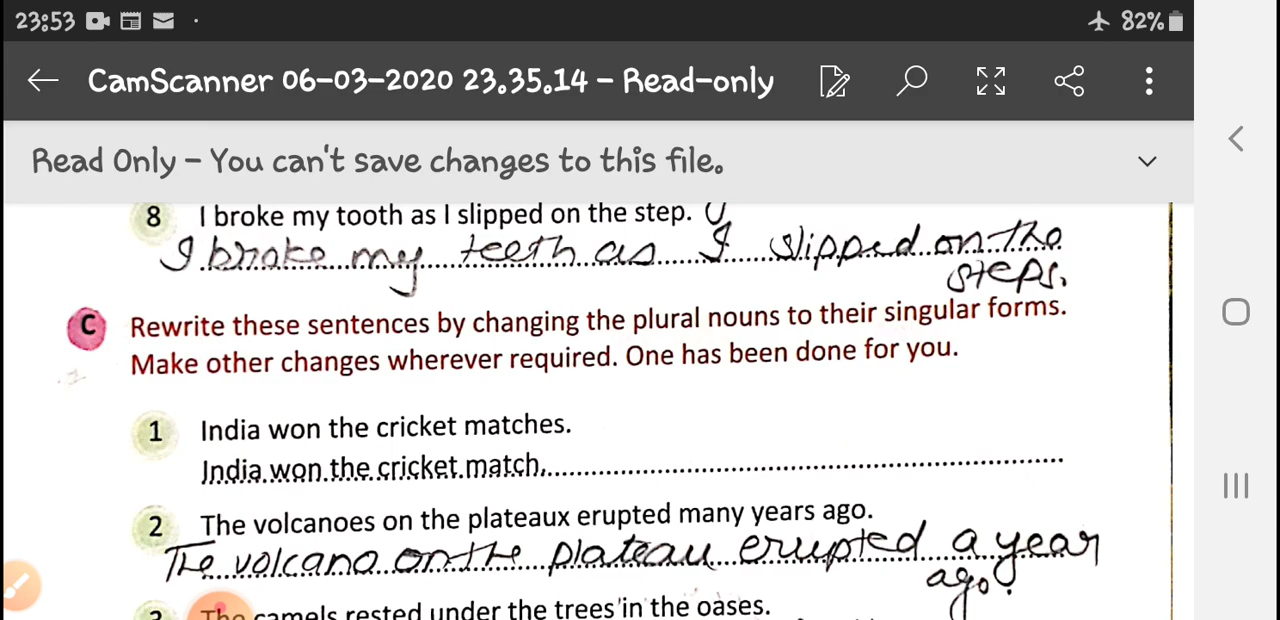 23:53
82%
CamScanner 06-03-2020 23.35.14 - Read-only
Read Only - You can't save changes to this file.
8 I broke my tooth as I slipped on the step.
I broke my teeth as I slipped on the
steps.
C Rewrite these sentences by changing the plural nouns to their singular forms.
Make other changes wherever required. One has been done for you.
1 India won the cricket matches.
India won the cricket match.
2 The volcanoes on the plateaux erupted many years ago.
The volcano on the plateau erupted a year
ago.
3 The camels rested under the trees in the oases.